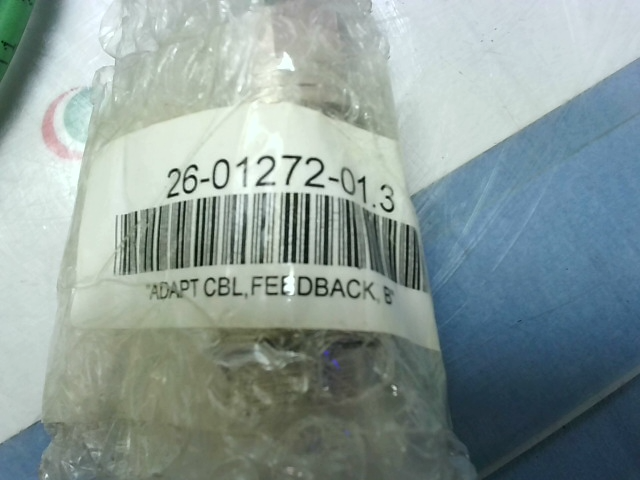 26-01272-01.3
"ADAPT CBL,FEEDBACK, B"